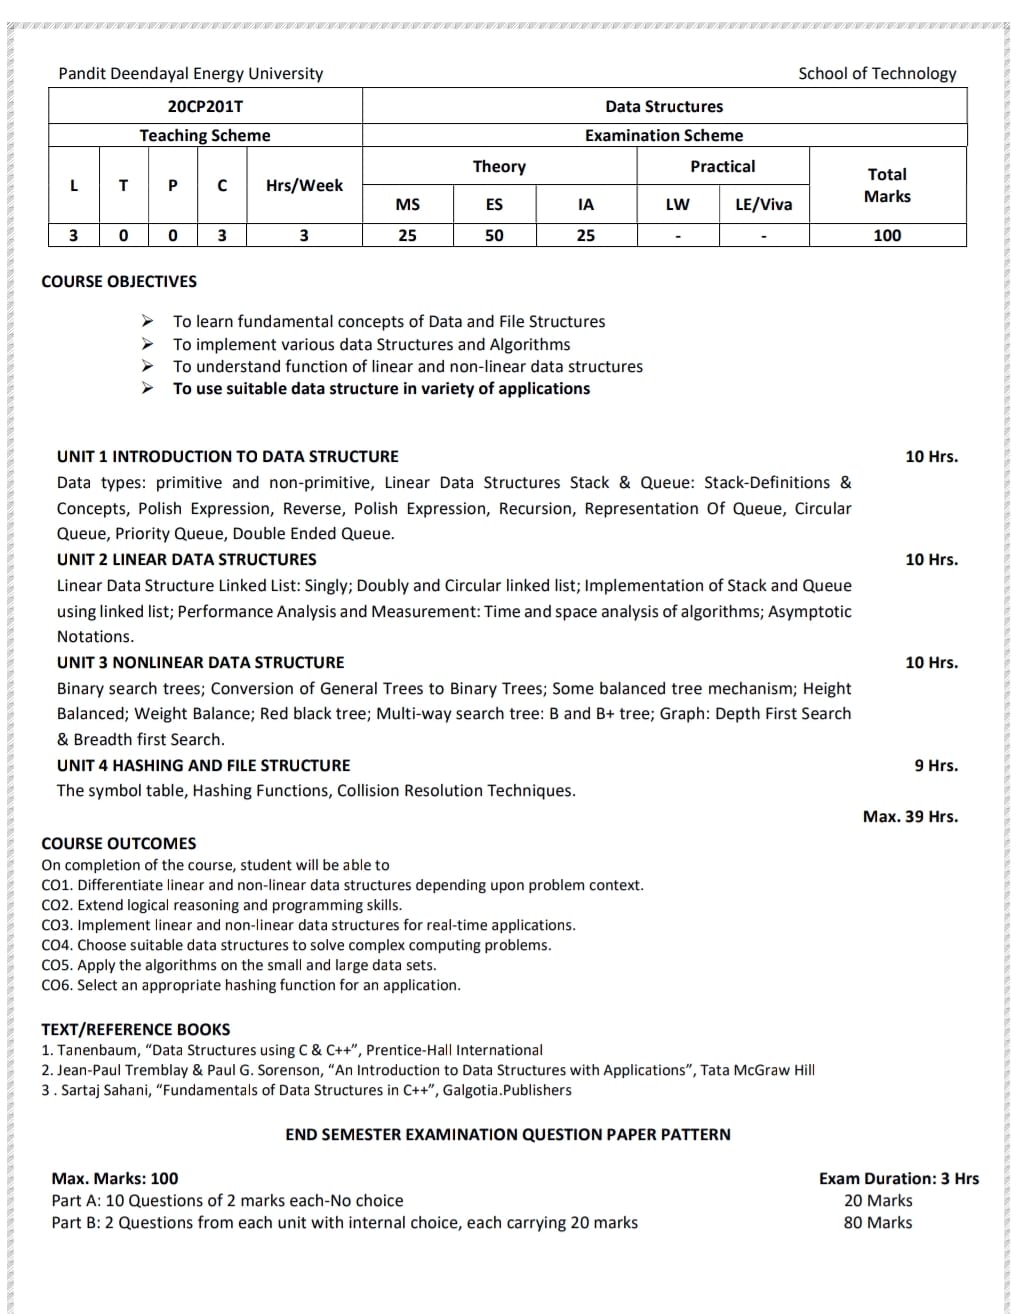 Pandit Deendayal Energy University School of Technology
20CP201T Data Structures
Teaching Scheme Examination Scheme
L T P C Hrs/Week Theory Practical Total Marks
MS ES IA LW LE/Viva
3 0 0 3 3 25 50 25 - - 100
COURSE OBJECTIVES
➢ To learn fundamental concepts of Data and File Structures
➢ To implement various data Structures and Algorithms
➢ To understand function of linear and non-linear data structures
➢ To use suitable data structure in variety of applications
UNIT 1 INTRODUCTION TO DATA STRUCTURE 10 Hrs.
Data types: primitive and non-primitive, Linear Data Structures Stack & Queue: Stack-Definitions &
Concepts, Polish Expression, Reverse, Polish Expression, Recursion, Representation Of Queue, Circular
Queue, Priority Queue, Double Ended Queue.
UNIT 2 LINEAR DATA STRUCTURES 10 Hrs.
Linear Data Structure Linked List: Singly; Doubly and Circular linked list; Implementation of Stack and Queue
using linked list; Performance Analysis and Measurement: Time and space analysis of algorithms; Asymptotic
Notations.
UNIT 3 NONLINEAR DATA STRUCTURE 10 Hrs.
Binary search trees; Conversion of General Trees to Binary Trees; Some balanced tree mechanism; Height
Balanced; Weight Balance; Red black tree; Multi-way search tree: B and B+ tree; Graph: Depth First Search
& Breadth first Search.
UNIT 4 HASHING AND FILE STRUCTURE 9 Hrs.
The symbol table, Hashing Functions, Collision Resolution Techniques.
Max. 39 Hrs.
COURSE OUTCOMES
On completion of the course, student will be able to
CO1. Differentiate linear and non-linear data structures depending upon problem context.
CO2. Extend logical reasoning and programming skills.
CO3. Implement linear and non-linear data structures for real-time applications.
CO4. Choose suitable data structures to solve complex computing problems.
CO5. Apply the algorithms on the small and large data sets.
CO6. Select an appropriate hashing function for an application.
TEXT/REFERENCE BOOKS
1. Tanenbaum, “Data Structures using C & C++”, Prentice-Hall International
2. Jean-Paul Tremblay & Paul G. Sorenson, “An Introduction to Data Structures with Applications”, Tata McGraw Hill
3 . Sartaj Sahani, “Fundamentals of Data Structures in C++”, Galgotia.Publishers
END SEMESTER EXAMINATION QUESTION PAPER PATTERN
Max. Marks: 100 Exam Duration: 3 Hrs
Part A: 10 Questions of 2 marks each-No choice 20 Marks
Part B: 2 Questions from each unit with internal choice, each carrying 20 marks 80 Marks